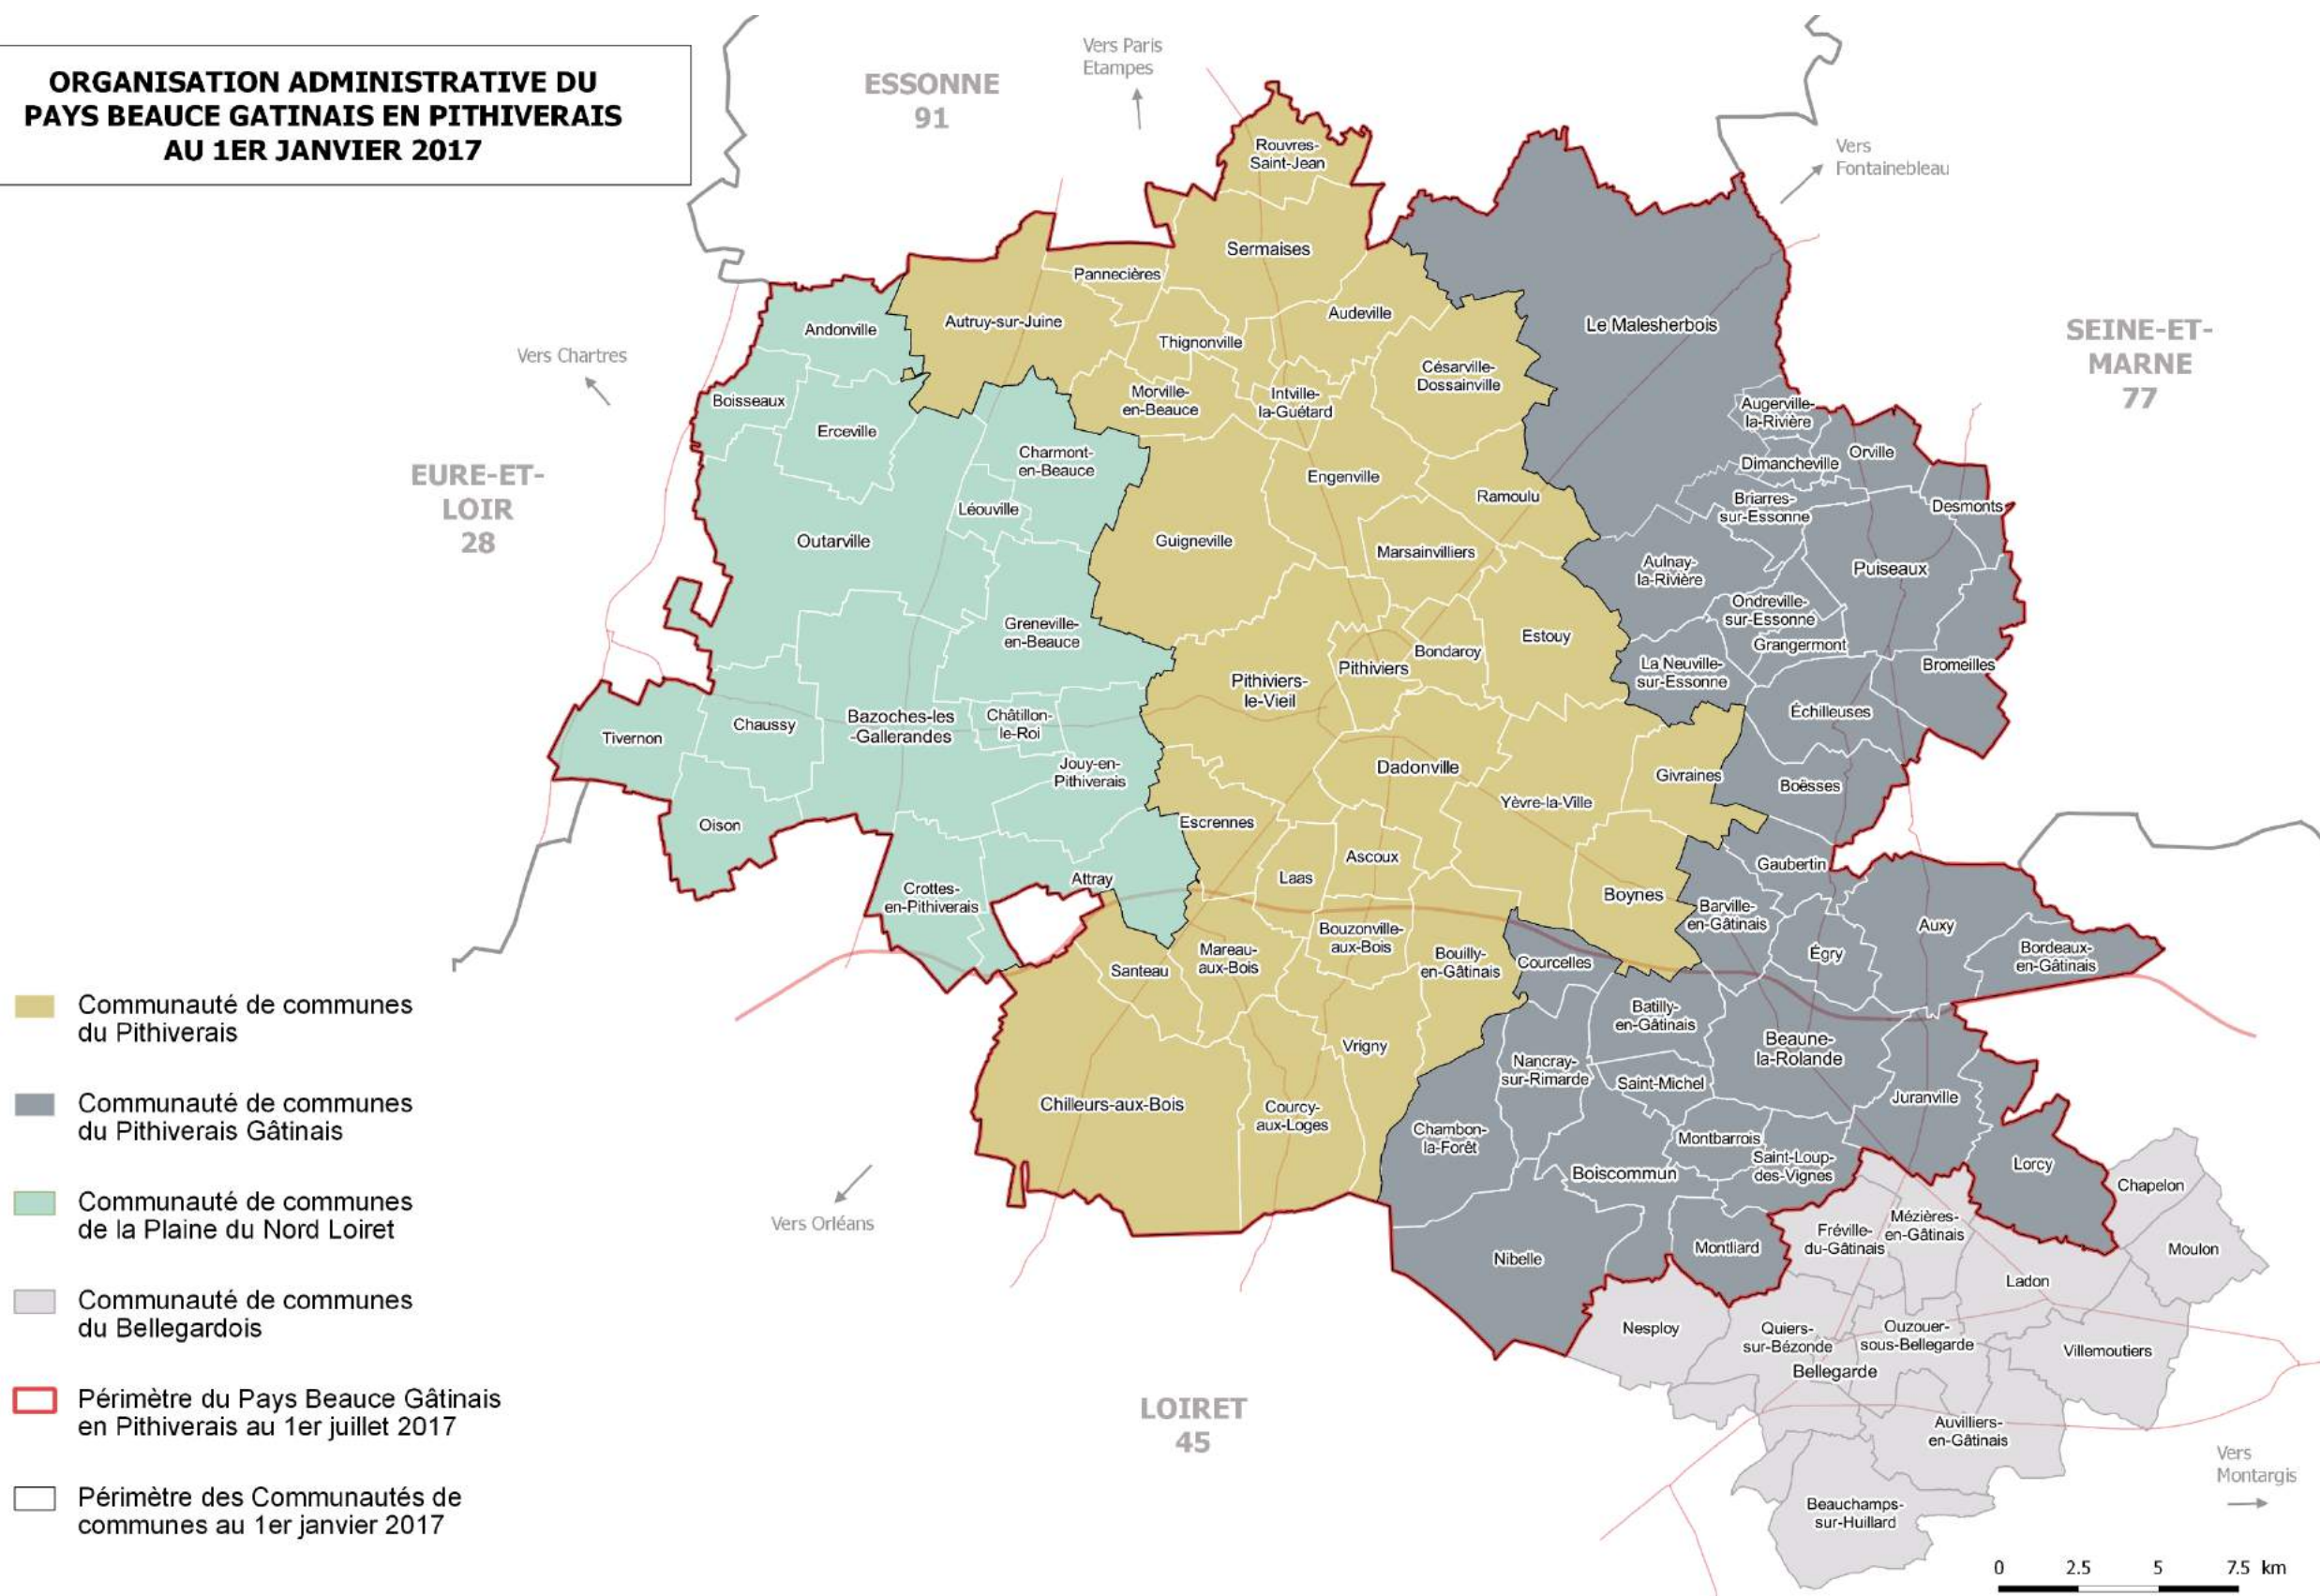 ORGANISATION ADMINISTRATIVE DU
PAYS BEAUCE GATINAIS EN PITHIVERAIS
AU 1ER JANVIER 2017
ESSONNE
91
Vers Paris
Etampes
Vers
Fontainebleau
Vers Chartres
EURE-ET-
LOIR
28
SEINE-ET-
MARNE
77
Rouvres-
Saint-Jean
Sermaises
Pannecières
Autruy-sur-Juine
Audeville
Thignonville
Césarville-
Dossainville
Morville-
en-Beauce
Intville-
la-Guétard
Engenville
Ramoulu
Guigneville
Marsainvilliers
Estouy
Bondaroy
Pithiviers
Pithiviers-
le-Vieil
Dadonville
Givraines
Yèvre-la-Ville
Escrennes
Ascoux
Laas
Boynes
Bouzonville-
aux-Bois
Mareau-
aux-Bois
Bouilly-
en-Gâtinais
Santeau
Vrigny
Chilleurs-aux-Bois
Courcy-
aux-Loges
Andonville
Boisseaux
Erceville
Charmont-
en-Beauce
Léouville
Outarville
Greneville-
en-Beauce
Bazoches-les
-Gallerandes
Châtillon-
le-Roi
Chaussy
Tivernon
Jouy-en-
Pithiverais
Oison
Attray
Crottes-
en-Pithiverais
Le Malesherbois
Augerville-
la-Rivière
Orville
Dimancheville
Briarres-
sur-Essonne
Desmonts
Aulnay-
la-Rivière
Puiseaux
Ondreville-
sur-Essonne
Grangermont
La Neuville-
sur-Essonne
Bromeilles
Échilleuses
Boësses
Gaubertin
Barville-
en-Gâtinais
Auxy
Égry
Bordeaux-
en-Gâtinais
Courcelles
Batilly-
en-Gâtinais
Beaune-
la-Rolande
Nancray-
sur-Rimarde
Saint-Michel
Juranville
Chambon-
la-Forêt
Montbarrois
Saint-Loup-
des-Vignes
Boiscommun
Lorcy
Montliard
Nibelle
Chapelon
Mézières-
en-Gâtinais
Fréville-
du-Gâtinais
Moulon
Ladon
Nesploy
Quiers-
sur-Bézonde
Ouzouer-
sous-Bellegarde
Villemoutiers
Bellegarde
Auvilliers-
en-Gâtinais
Beauchamps-
sur-Huillard
Vers Orléans
LOIRET
45
Vers
Montargis
Communauté de communes
du Pithiverais
Communauté de communes
du Pithiverais Gâtinais
Communauté de communes
de la Plaine du Nord Loiret
Communauté de communes
du Bellegardois
Périmètre du Pays Beauce Gâtinais
en Pithiverais au 1er juillet 2017
Périmètre des Communautés de
communes au 1er janvier 2017
0 2.5 5 7.5 km